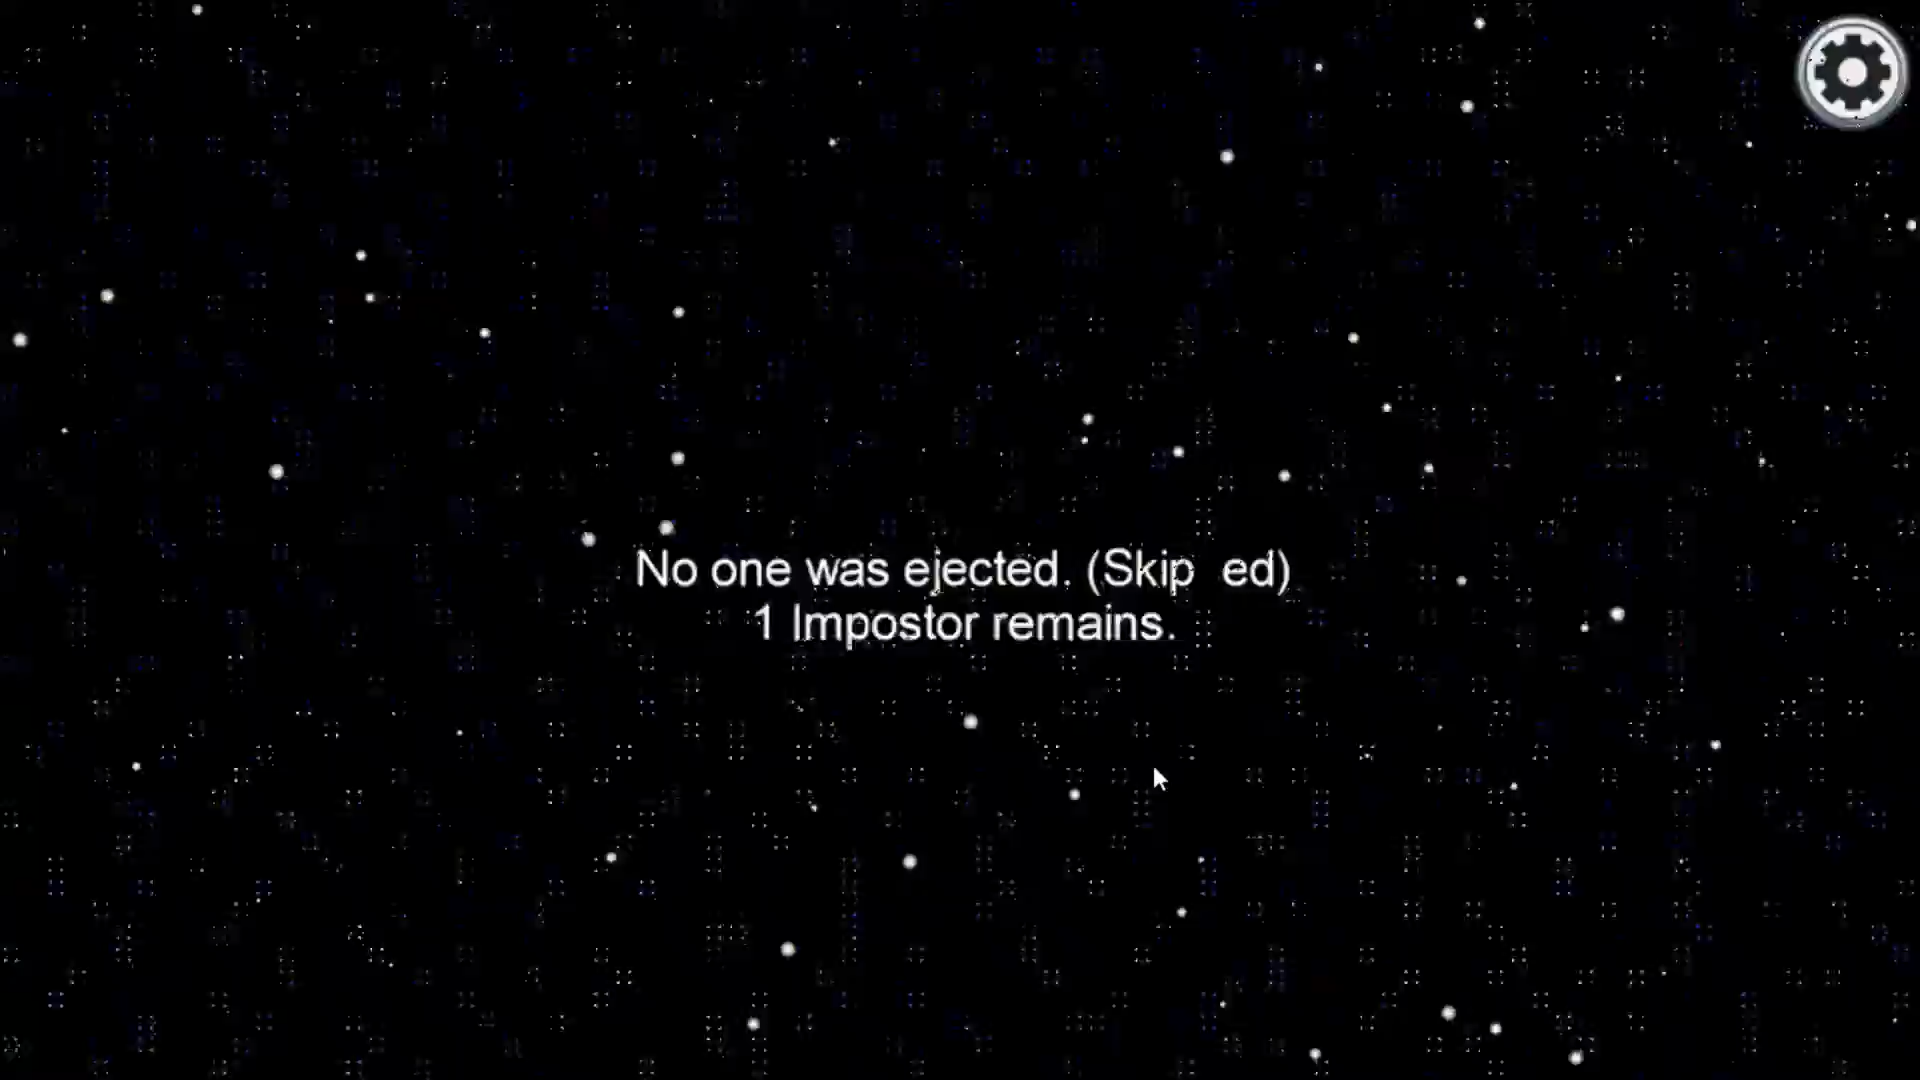 No one was ejected. (Skip ed)
1 Impostor remains.